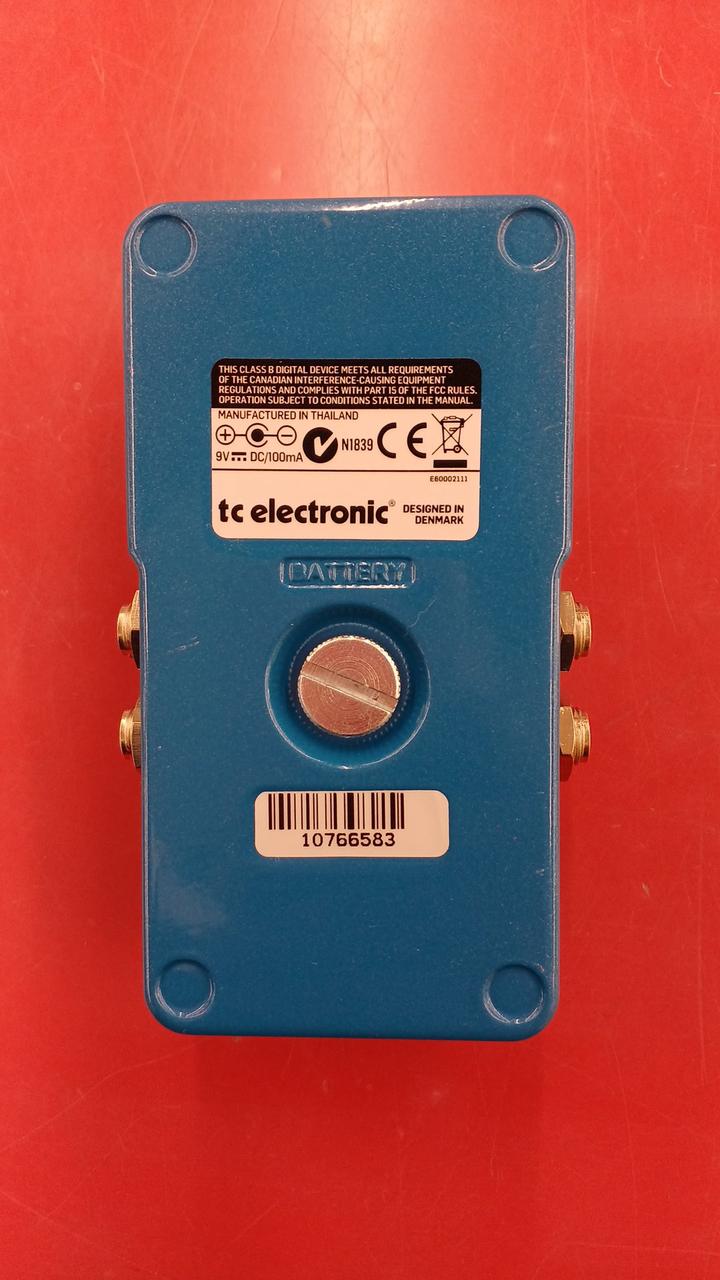 THIS CLASS B DIGITAL DEVICE MEETS ALL REQUIREMENTS
OF THE CANADIAN INTERFERENCE-CAUSING EQUIPMENT
REGULATIONS AND COMPLIES WITH PART 15 OF THE FCC RULES.
OPERATION SUBJECT TO CONDITIONS STATED IN THE MANUAL.
MANUFACTURED IN THAILAND
9V DC/100mA
N1839
CE
E60002111
tc electronic®
DESIGNED IN
DENMARK
BATTERY
10766583